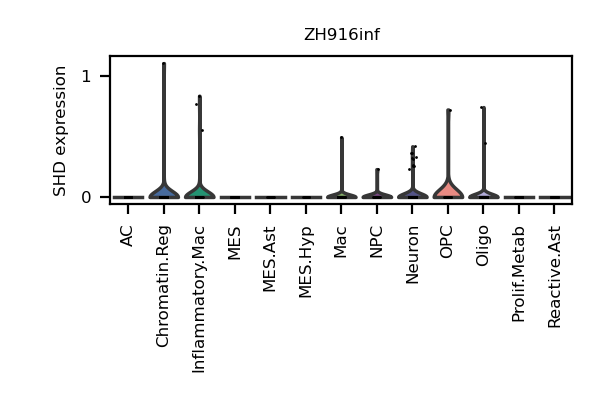 ZH916inf
SHD expression
1
0
AC
Chromatin.Reg
Inflammatory.Mac
MES
MES.Ast
MES.Hyp
Mac
NPC
Neuron
OPC
Oligo
Prolif.Metab
Reactive.Ast